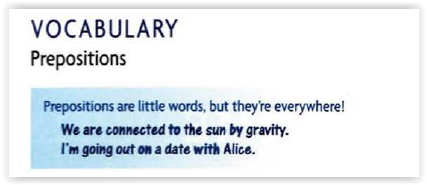 VOCABULARY
Prepositions
Prepositions are little words, but they're everywhere!
We are connected to the sun by gravity.
I'm going out on a date with Alice.